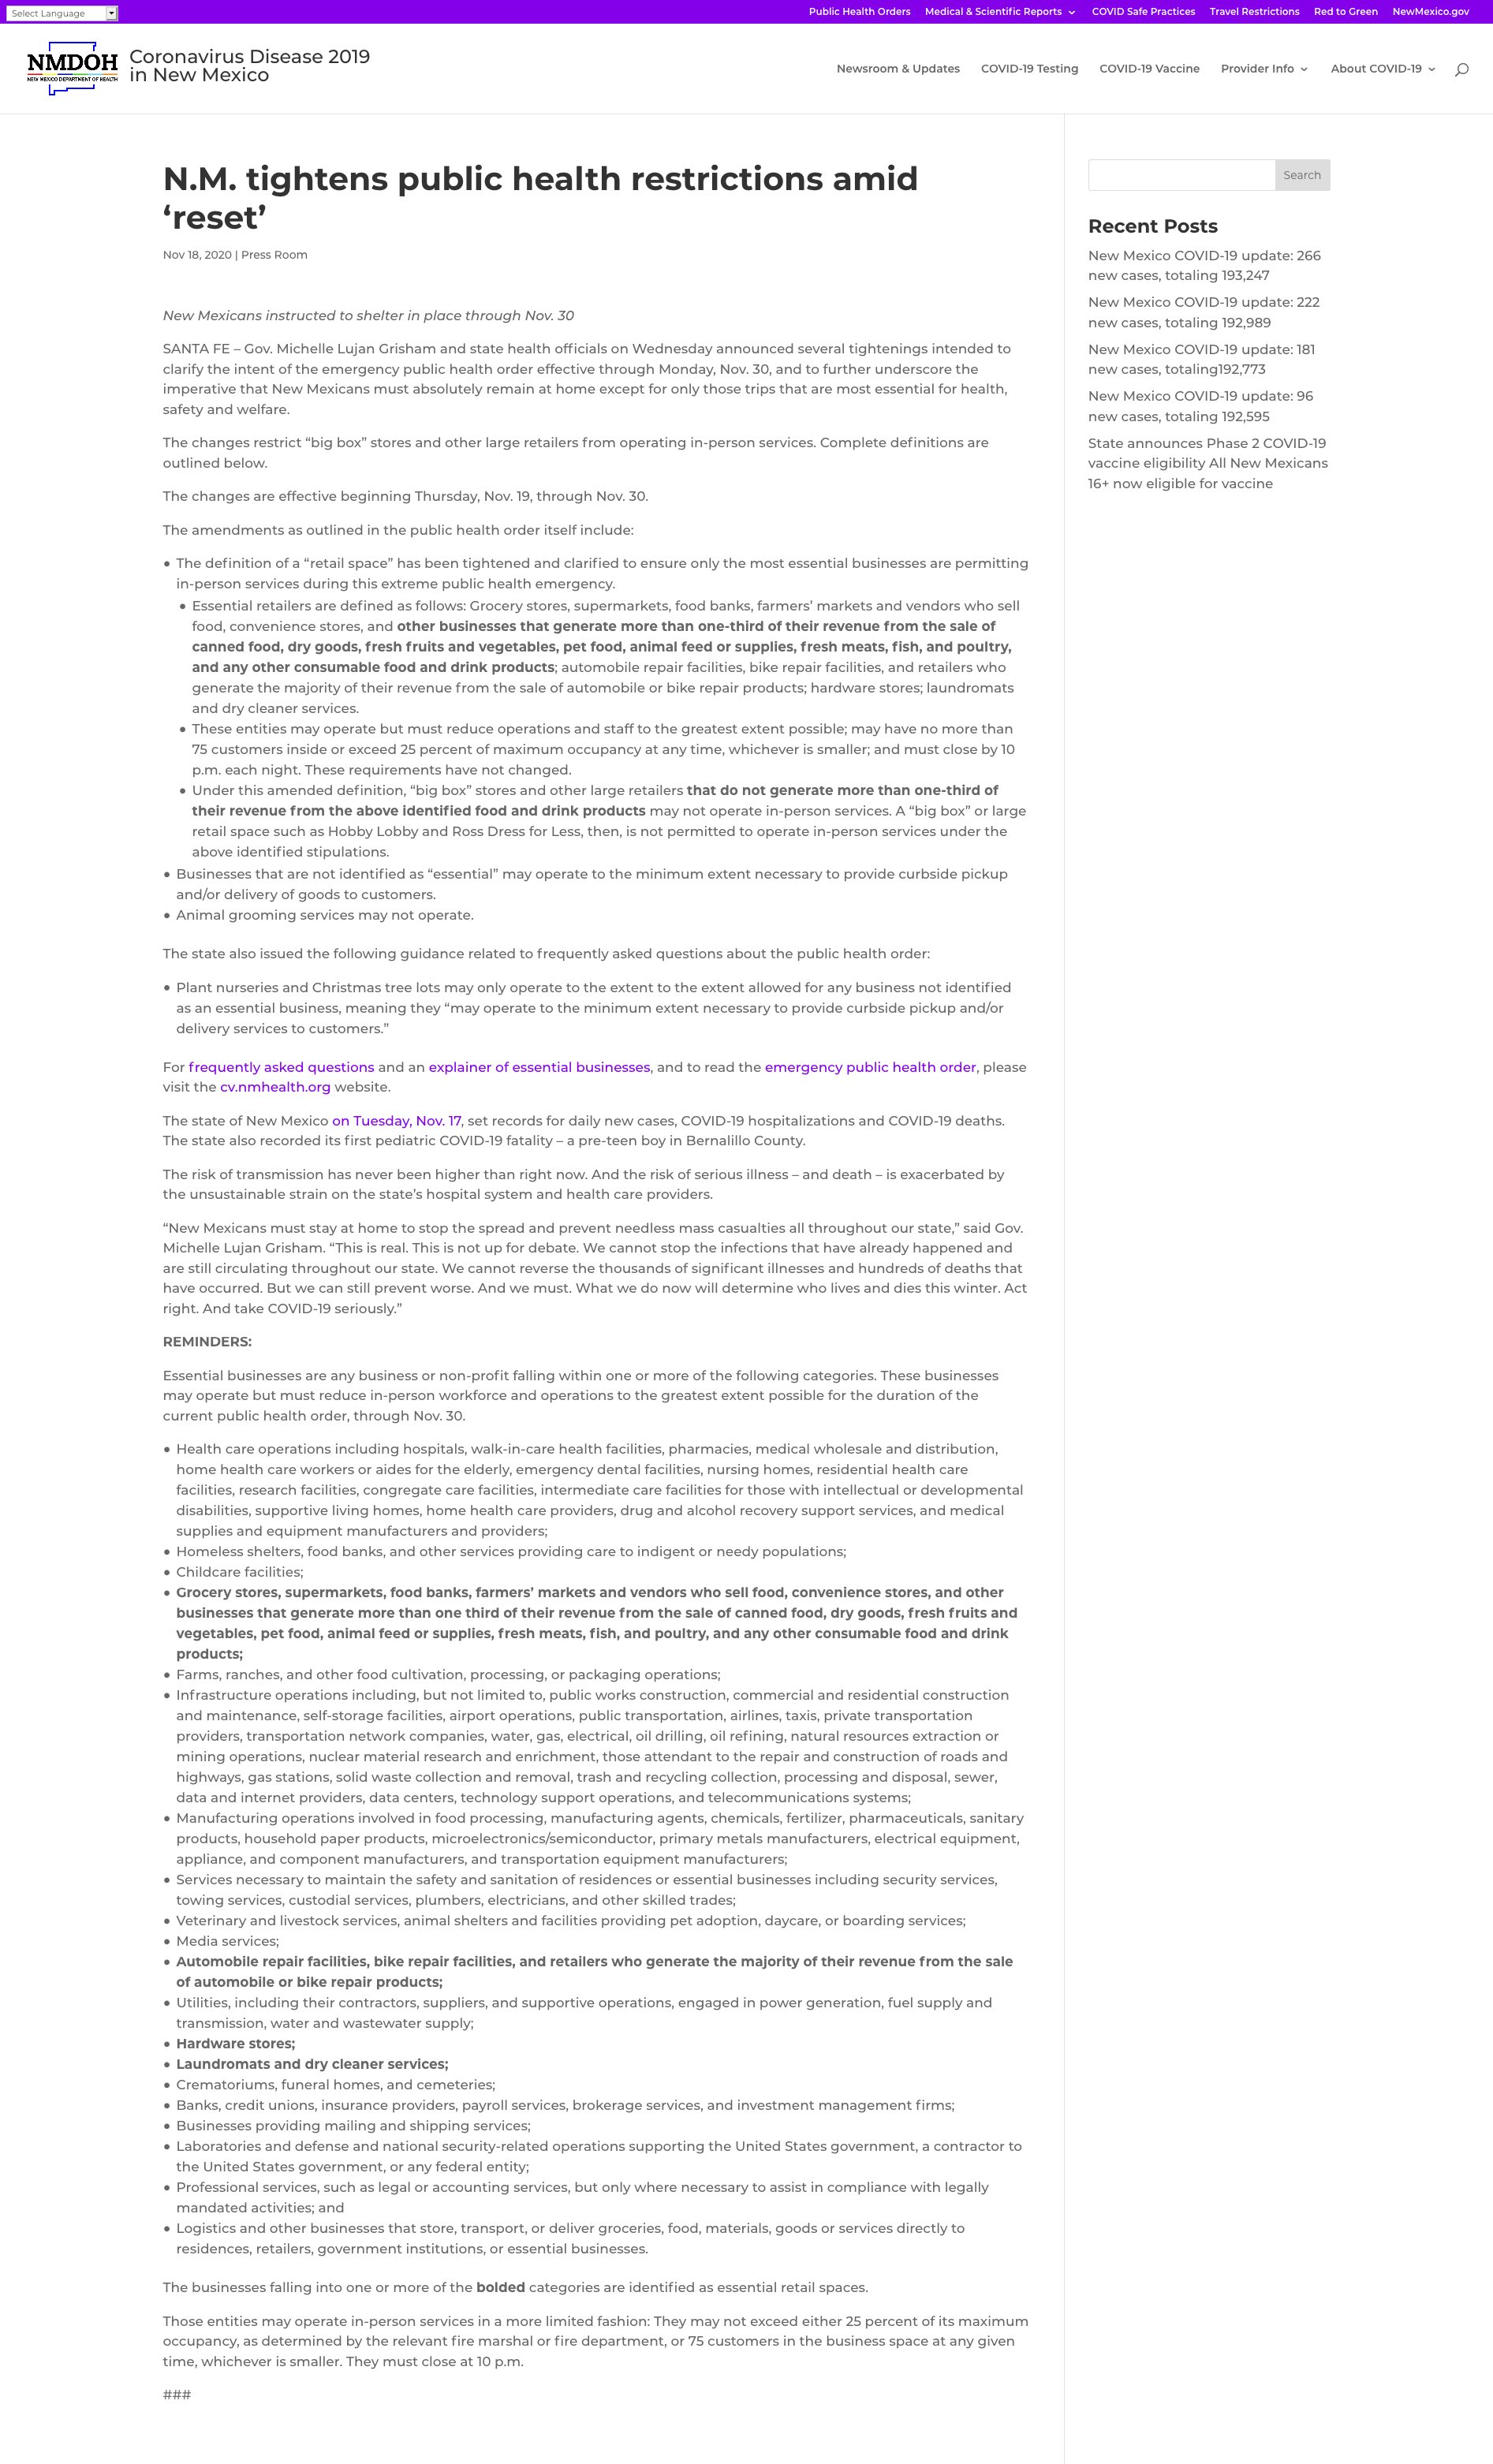 Select Language
Public Health Orders
Medical & Scientific Reports
COVID Safe Practices
Travel Restrictions
Red to Green
NewMexico.gov
NMDOH
NEW MEXICO DEPARTMENT OF HEALTH
Coronavirus Disease 2019
in New Mexico
Newsroom & Updates
COVID-19 Testing
COVID-19 Vaccine
Provider Info
About COVID-19
N.M. tightens public health restrictions amid
‘reset’
Nov 18, 2020 | Press Room
New Mexicans instructed to shelter in place through Nov. 30
SANTA FE – Gov. Michelle Lujan Grisham and state health officials on Wednesday announced several tightenings intended to
clarify the intent of the emergency public health order effective through Monday, Nov. 30, and to further underscore the
imperative that New Mexicans must absolutely remain at home except for only those trips that are most essential for health,
safety and welfare.
The changes restrict “big box” stores and other large retailers from operating in-person services. Complete definitions are
outlined below.
The changes are effective beginning Thursday, Nov. 19, through Nov. 30.
The amendments as outlined in the public health order itself include:
● The definition of a “retail space” has been tightened and clarified to ensure only the most essential businesses are permitting
in-person services during this extreme public health emergency.
● Essential retailers are defined as follows: Grocery stores, supermarkets, food banks, farmers’ markets and vendors who sell
food, convenience stores, and other businesses that generate more than one-third of their revenue from the sale of
canned food, dry goods, fresh fruits and vegetables, pet food, animal feed or supplies, fresh meats, fish, and poultry,
and any other consumable food and drink products; automobile repair facilities, bike repair facilities, and retailers who
generate the majority of their revenue from the sale of automobile or bike repair products; hardware stores; laundromats
and dry cleaner services.
● These entities may operate but must reduce operations and staff to the greatest extent possible; may have no more than
75 customers inside or exceed 25 percent of maximum occupancy at any time, whichever is smaller; and must close by 10
p.m. each night. These requirements have not changed.
● Under this amended definition, “big box” stores and other large retailers that do not generate more than one-third of
their revenue from the above identified food and drink products may not operate in-person services. A “big box” or large
retail space such as Hobby Lobby and Ross Dress for Less, then, is not permitted to operate in-person services under the
above identified stipulations.
● Businesses that are not identified as “essential” may operate to the minimum extent necessary to provide curbside pickup
and/or delivery of goods to customers.
● Animal grooming services may not operate.
The state also issued the following guidance related to frequently asked questions about the public health order:
● Plant nurseries and Christmas tree lots may only operate to the extent to the extent allowed for any business not identified
as an essential business, meaning they “may operate to the minimum extent necessary to provide curbside pickup and/or
delivery services to customers.”
For frequently asked questions and an explainer of essential businesses, and to read the emergency public health order, please
visit the cv.nmhealth.org website.
The state of New Mexico on Tuesday, Nov. 17, set records for daily new cases, COVID-19 hospitalizations and COVID-19 deaths.
The state also recorded its first pediatric COVID-19 fatality – a pre-teen boy in Bernalillo County.
The risk of transmission has never been higher than right now. And the risk of serious illness – and death – is exacerbated by
the unsustainable strain on the state’s hospital system and health care providers.
“New Mexicans must stay at home to stop the spread and prevent needless mass casualties all throughout our state,” said Gov.
Michelle Lujan Grisham. “This is real. This is not up for debate. We cannot stop the infections that have already happened and
are still circulating throughout our state. We cannot reverse the thousands of significant illnesses and hundreds of deaths that
have occurred. But we can still prevent worse. And we must. What we do now will determine who lives and dies this winter. Act
right. And take COVID-19 seriously.”
REMINDERS:
Essential businesses are any business or non-profit falling within one or more of the following categories. These businesses
may operate but must reduce in-person workforce and operations to the greatest extent possible for the duration of the
current public health order, through Nov. 30.
● Health care operations including hospitals, walk-in-care health facilities, pharmacies, medical wholesale and distribution,
home health care workers or aides for the elderly, emergency dental facilities, nursing homes, residential health care
facilities, research facilities, congregate care facilities, intermediate care facilities for those with intellectual or developmental
disabilities, supportive living homes, home health care providers, drug and alcohol recovery support services, and medical
supplies and equipment manufacturers and providers;
● Homeless shelters, food banks, and other services providing care to indigent or needy populations;
● Childcare facilities;
● Grocery stores, supermarkets, food banks, farmers’ markets and vendors who sell food, convenience stores, and other
businesses that generate more than one third of their revenue from the sale of canned food, dry goods, fresh fruits and
vegetables, pet food, animal feed or supplies, fresh meats, fish, and poultry, and any other consumable food and drink
products;
● Farms, ranches, and other food cultivation, processing, or packaging operations;
● Infrastructure operations including, but not limited to, public works construction, commercial and residential construction
and maintenance, self-storage facilities, airport operations, public transportation, airlines, taxis, private transportation
providers, transportation network companies, water, gas, electrical, oil drilling, oil refining, natural resources extraction or
mining operations, nuclear material research and enrichment, those attendant to the repair and construction of roads and
highways, gas stations, solid waste collection and removal, trash and recycling collection, processing and disposal, sewer,
data and internet providers, data centers, technology support operations, and telecommunications systems;
● Manufacturing operations involved in food processing, manufacturing agents, chemicals, fertilizer, pharmaceuticals, sanitary
products, household paper products, microelectronics/semiconductor, primary metals manufacturers, electrical equipment,
appliance, and component manufacturers, and transportation equipment manufacturers;
● Services necessary to maintain the safety and sanitation of residences or essential businesses including security services,
towing services, custodial services, plumbers, electricians, and other skilled trades;
● Veterinary and livestock services, animal shelters and facilities providing pet adoption, daycare, or boarding services;
● Media services;
● Automobile repair facilities, bike repair facilities, and retailers who generate the majority of their revenue from the sale
of automobile or bike repair products;
● Utilities, including their contractors, suppliers, and supportive operations, engaged in power generation, fuel supply and
transmission, water and wastewater supply;
● Hardware stores;
● Laundromats and dry cleaner services;
● Crematoriums, funeral homes, and cemeteries;
● Banks, credit unions, insurance providers, payroll services, brokerage services, and investment management firms;
● Businesses providing mailing and shipping services;
● Laboratories and defense and national security-related operations supporting the United States government, a contractor to
the United States government, or any federal entity;
● Professional services, such as legal or accounting services, but only where necessary to assist in compliance with legally
mandated activities; and
● Logistics and other businesses that store, transport, or deliver groceries, food, materials, goods or services directly to
residences, retailers, government institutions, or essential businesses.
The businesses falling into one or more of the bolded categories are identified as essential retail spaces.
Those entities may operate in-person services in a more limited fashion: They may not exceed either 25 percent of its maximum
occupancy, as determined by the relevant fire marshal or fire department, or 75 customers in the business space at any given
time, whichever is smaller. They must close at 10 p.m.
###
Search
Recent Posts
New Mexico COVID-19 update: 266
new cases, totaling 193,247
New Mexico COVID-19 update: 222
new cases, totaling 192,989
New Mexico COVID-19 update: 181
new cases, totaling192,773
New Mexico COVID-19 update: 96
new cases, totaling 192,595
State announces Phase 2 COVID-19
vaccine eligibility All New Mexicans
16+ now eligible for vaccine